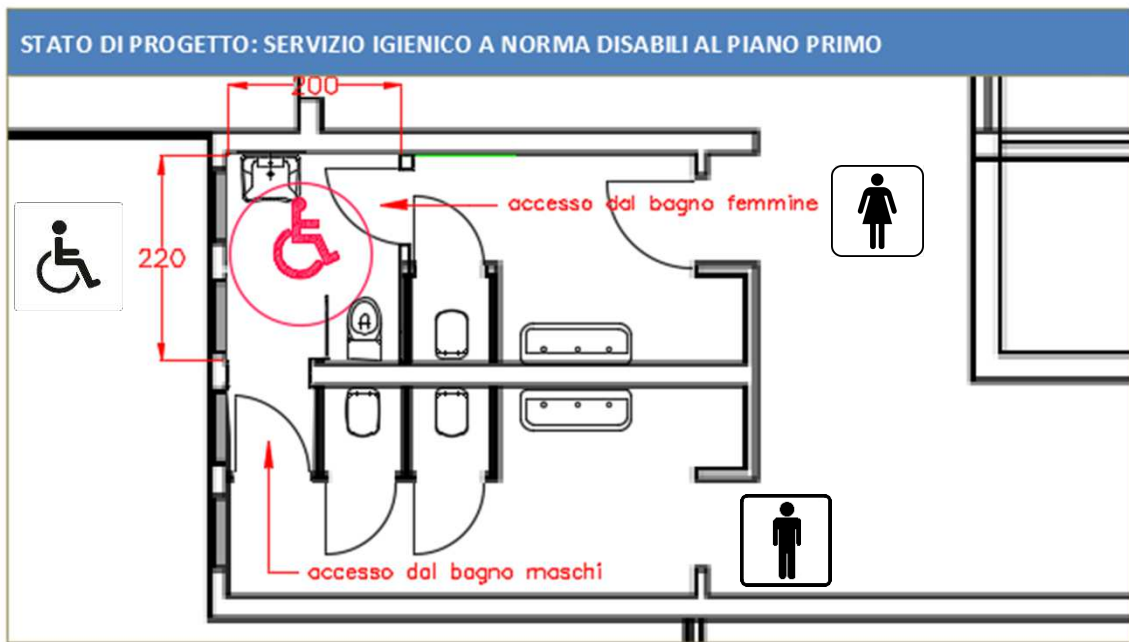 STATO DI PROGETTO: SERVIZIO IGIENICO A NORMA DISABILI AL PIANO PRIMO
200
accesso dal bagno femmine
220
accesso dal bagno maschi